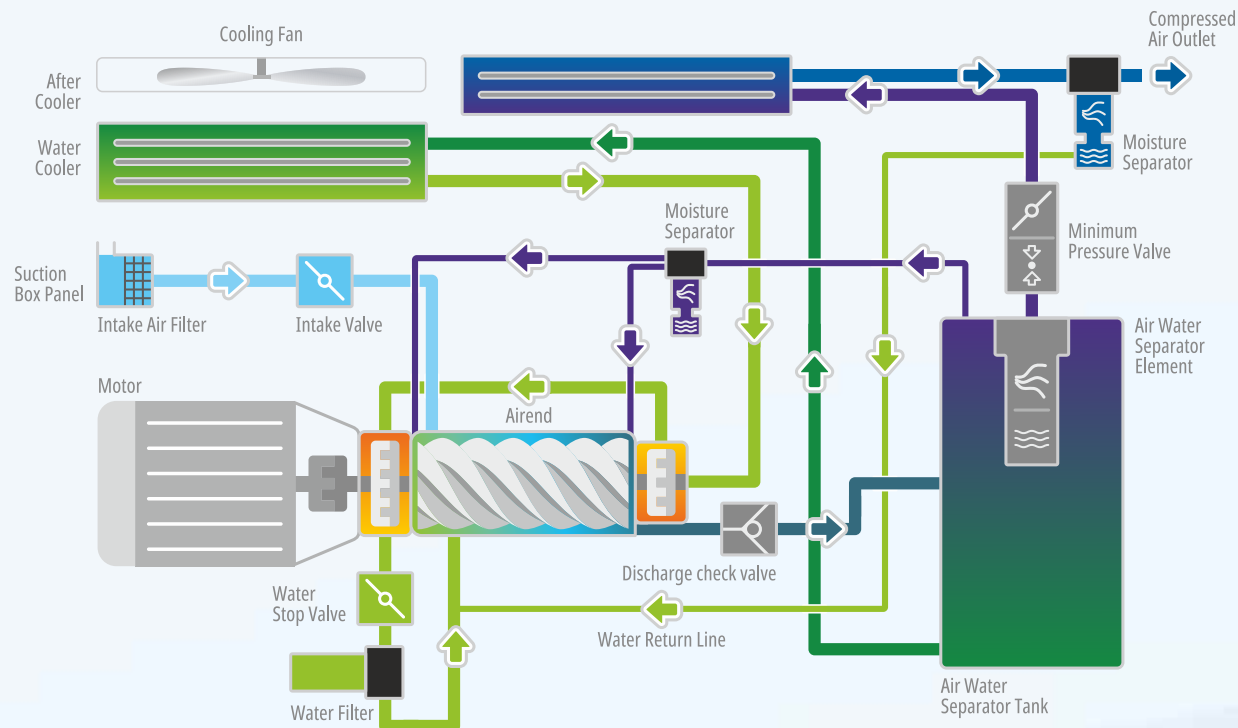 Cooling Fan
Compressed
Air Outlet
After
Cooler
Water
Cooler
Moisture
Separator
Moisture
Separator
Minimum
Pressure Valve
Suction
Box Panel
Intake Air Filter
Intake Valve
Air Water
Separator
Element
Motor
Airend
Discharge check valve
Water
Stop Valve
Water Return Line
Water Filter
Air Water
Separator Tank